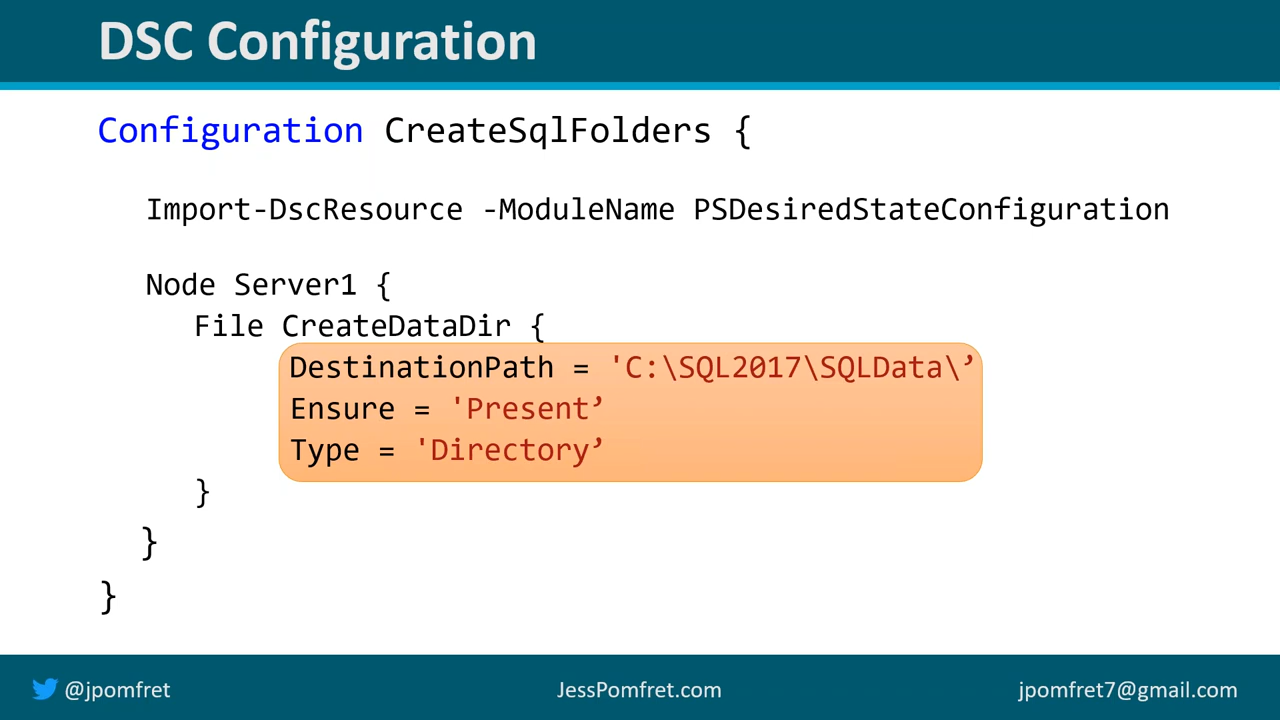 DSC Configuration
Configuration CreateSqlFolders {
Import-DscResource -ModuleName PSDesiredStateConfiguration
Node Server1 {
File CreateDataDir {
DestinationPath = 'C:\SQL2017\SQLData\’
Ensure = 'Present’
Type = 'Directory’
}
}
}
@jpomfret
JessPomfret.com
jpomfret7@gmail.com